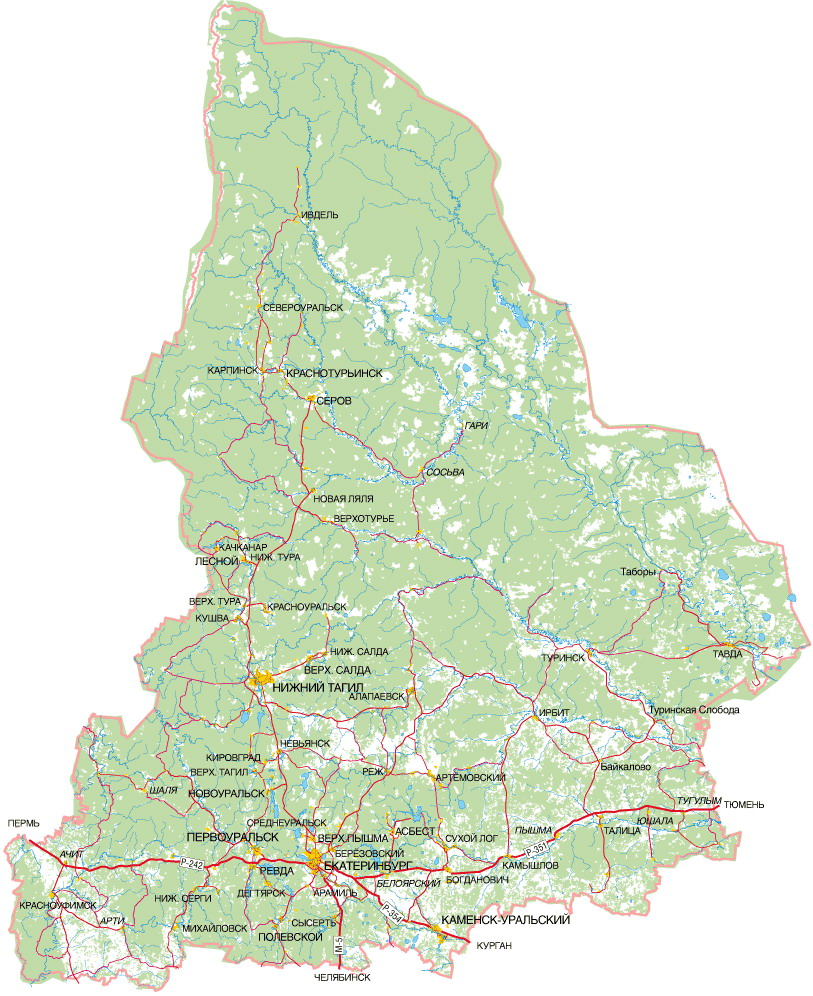 ИВДЕЛЬ
СЕВЕРОУРАЛЬСК
КАРПИНСК
КРАСНОТУРЬИНСК
СЕРОВ
ГАРИ
СОСЬВА
НОВАЯ ЛЯЛЯ
ВЕРХОТУРЬЕ
КАЧКАНАР
ЛЕСНОЙ
НИЖ. ТУРА
Таборы
ВЕРХ. ТУРА
КРАСНОУРАЛЬСК
КУШВА
НИЖ. САЛДА
ТУРИНСК
ТАВДА
ВЕРХ. САЛДА
НИЖНИЙ ТАГИЛ
АЛАПАЕВСК
ИРБИТ
Туринская Слобода
НЕВЬЯНСК
КИРОВГРАД
ВЕРХ. ТАГИЛ
РЕЖ
АРТЁМОВСКИЙ
Байкалово
ШАЛЯ
НОВОУРАЛЬСК
ТУГУЛЫМ
ТЮМЕНЬ
ПЕРМЬ
СРЕДНЕУРАЛЬСК
ЮШАЛА
ПЕРВОУРАЛЬСК
ВЕРХ.ПЫШМА
АСБЕСТ
СУХОЙ ЛОГ
ПЫШМА
ТАЛИЦА
АЧИТ
БЕРЁЗОВСКИЙ
Р-351
Р-242
ЕКАТЕРИНБУРГ
КАМЫШЛОВ
РЕВДА
БЕЛОЯРСКИЙ
БОГДАНОВИЧ
КРАСНОУФИМСК
НИЖ. СЕРГИ
ДЕГТЯРСК
АРАМИЛЬ
АРТИ
Р-354
МИХАЙЛОВСК
СЫСЕРТЬ
КАМЕНСК-УРАЛЬСКИЙ
ПОЛЕВСКОЙ
М-5
КУРГАН
ЧЕЛЯБИНСК